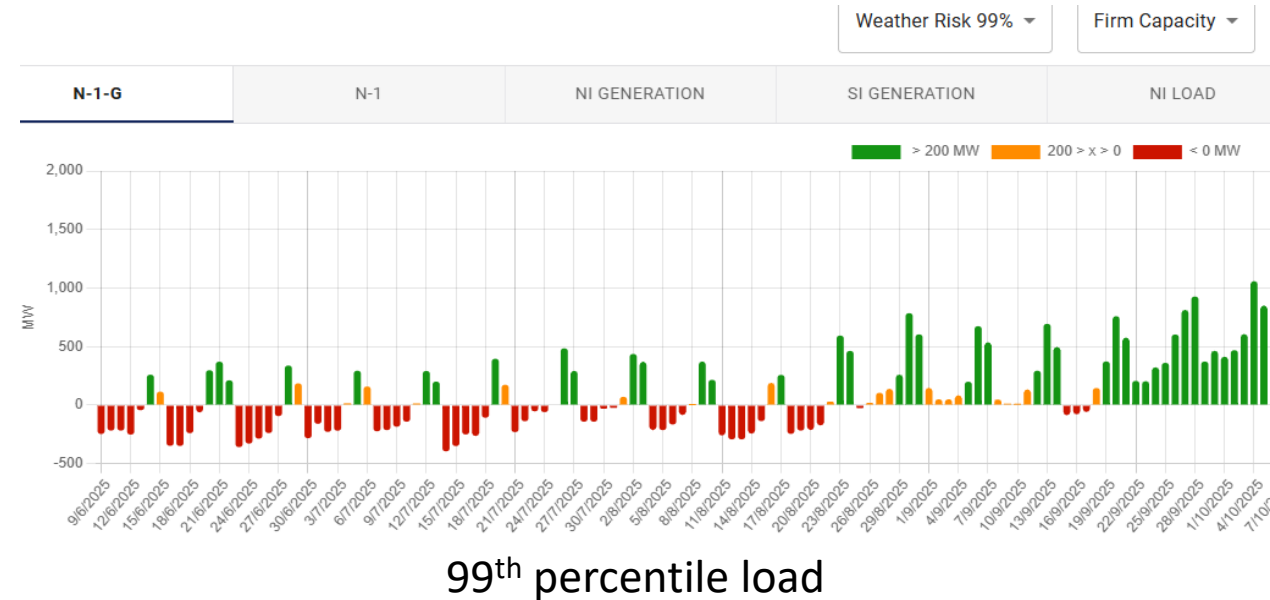 Weather Risk 99% Firm Capacity
N-1-G N-1 NI GENERATION SI GENERATION NI LOAD
> 200 MW 200 > x > 0 < 0 MW
2,000
1,500
1,000
500
0
-500
MW
9/6/2025 12/6/2025 15/6/2025 18/6/2025 21/6/2025 24/6/2025 27/6/2025 30/6/2025 3/7/2025 6/7/2025 9/7/2025 12/7/2025 15/7/2025 18/7/2025 21/7/2025 24/7/2025 27/7/2025 30/7/2025 2/8/2025 5/8/2025 8/8/2025 11/8/2025 14/8/2025 17/8/2025 20/8/2025 23/8/2025 26/8/2025 29/8/2025 1/9/2025 4/9/2025 7/9/2025 10/9/2025 13/9/2025 16/9/2025 19/9/2025 22/9/2025 25/9/2025 28/9/2025 1/10/2025 4/10/2025
99th percentile load